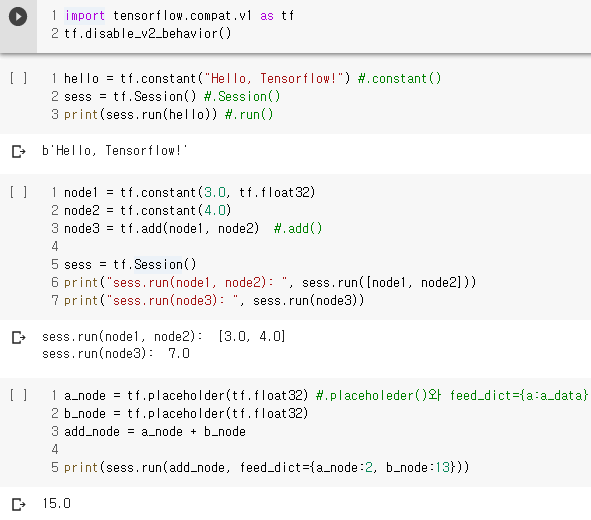 1 import tensorflow.compat.v1 as tf
2 tf.disable_v2_behavior()
[ ] 1 hello = tf.constant("Hello, Tensorflow!") #.constant()
2 sess = tf.Session() #.Session()
3 print(sess.run(hello)) #.run()
b'Hello, Tensorflow!'
[ ] 1 node1 = tf.constant(3.0, tf.float32)
2 node2 = tf.constant(4.0)
3 node3 = tf.add(node1, node2)  #.add()
4
5 sess = tf.Session()
6 print("sess.run(node1, node2): ", sess.run([node1, node2]))
7 print("sess.run(node3): ", sess.run(node3))
sess.run(node1, node2):  [3.0, 4.0]
sess.run(node3):  7.0
[ ] 1 a_node = tf.placeholder(tf.float32) #.placeholeder()와 feed_dict={a:a_data}
2 b_node = tf.placeholder(tf.float32)
3 add_node = a_node + b_node
4
5 print(sess.run(add_node, feed_dict={a_node:2, b_node:13}))
15.0